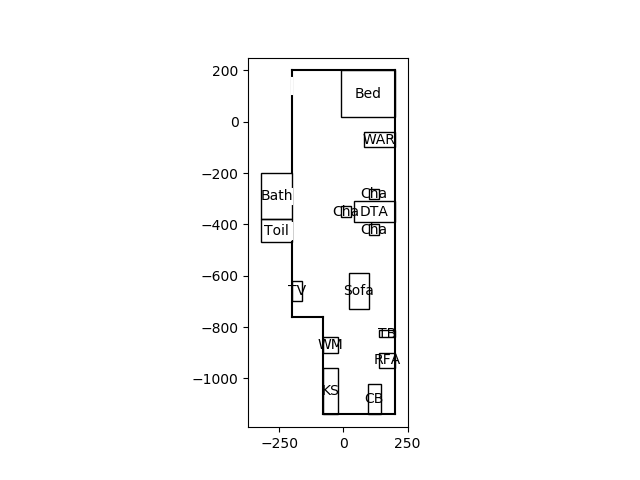 200
Bed
0
WAR
−200
Bath
Cha
Cha
DTA
−400
Toil
Cha
−600
TV
Sofa
−800
TB
WM
RFA
−1000
KS
CB
−250
0
250